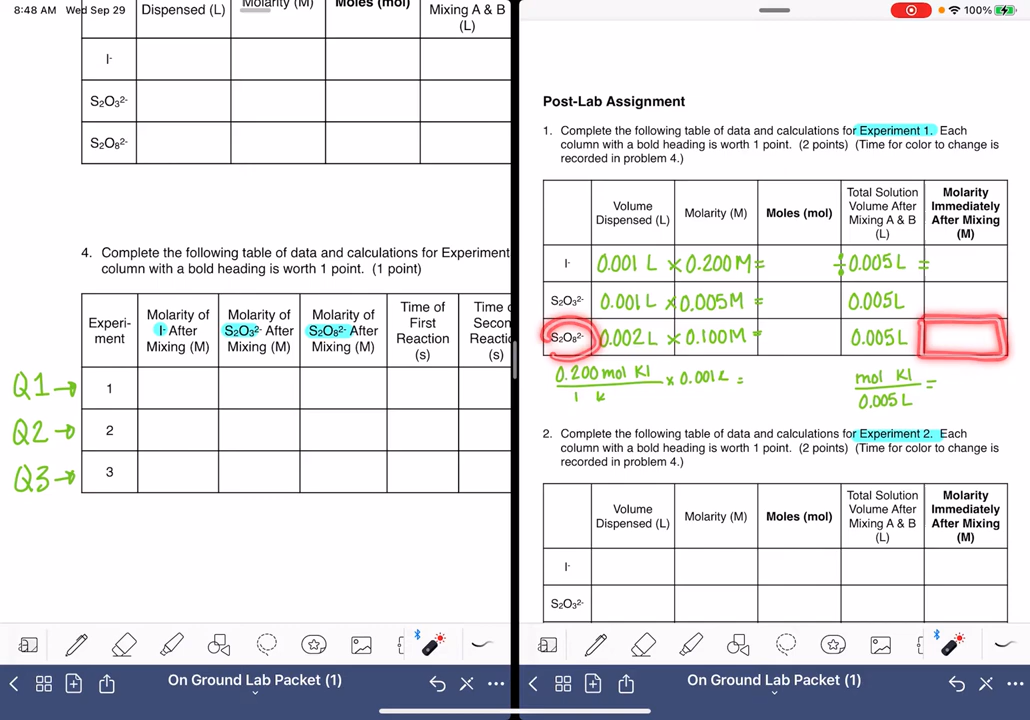 8:48 AM Wed Sep 29
100%
Dispensed (L)
Molarity (M)
Moles (mol)
Mixing A & B
(L)
I-
S2O3²-
S2O8²-
4. Complete the following table of data and calculations for Experiment
column with a bold heading is worth 1 point. (1 point)
Experi-
ment
Molarity of
I- After
Mixing (M)
Molarity of
S2O3²- After
Mixing (M)
Molarity of
S2O8²- After
Mixing (M)
Time of
First
Reaction
(s)
Time
Secon
Reactio
(s)
Q1→ 1
Q2→ 2
Q3→ 3
On Ground Lab Packet (1)
Post-Lab Assignment
1. Complete the following table of data and calculations for Experiment 1. Each
column with a bold heading is worth 1 point. (2 points) (Time for color to change is
recorded in problem 4.)
Volume
Dispensed (L)
Molarity (M)
Moles (mol)
Total Solution
Volume After
Mixing A & B
(L)
Molarity
Immediately
After Mixing
(M)
I- 0.001 L × 0.200 M = ÷ 0.005 L =
S2O3²- 0.001 L × 0.005 M = 0.005 L
S2O8²- 0.002 L × 0.100 M = 0.005 L
0.200 mol KI × 0.001 L =
1 L
mol KI =
0.005 L
2. Complete the following table of data and calculations for Experiment 2. Each
column with a bold heading is worth 1 point. (2 points) (Time for color to change is
recorded in problem 4.)
Volume
Dispensed (L)
Molarity (M)
Moles (mol)
Total Solution
Volume After
Mixing A & B
(L)
Molarity
Immediately
After Mixing
(M)
I-
S2O3²-
On Ground Lab Packet (1)